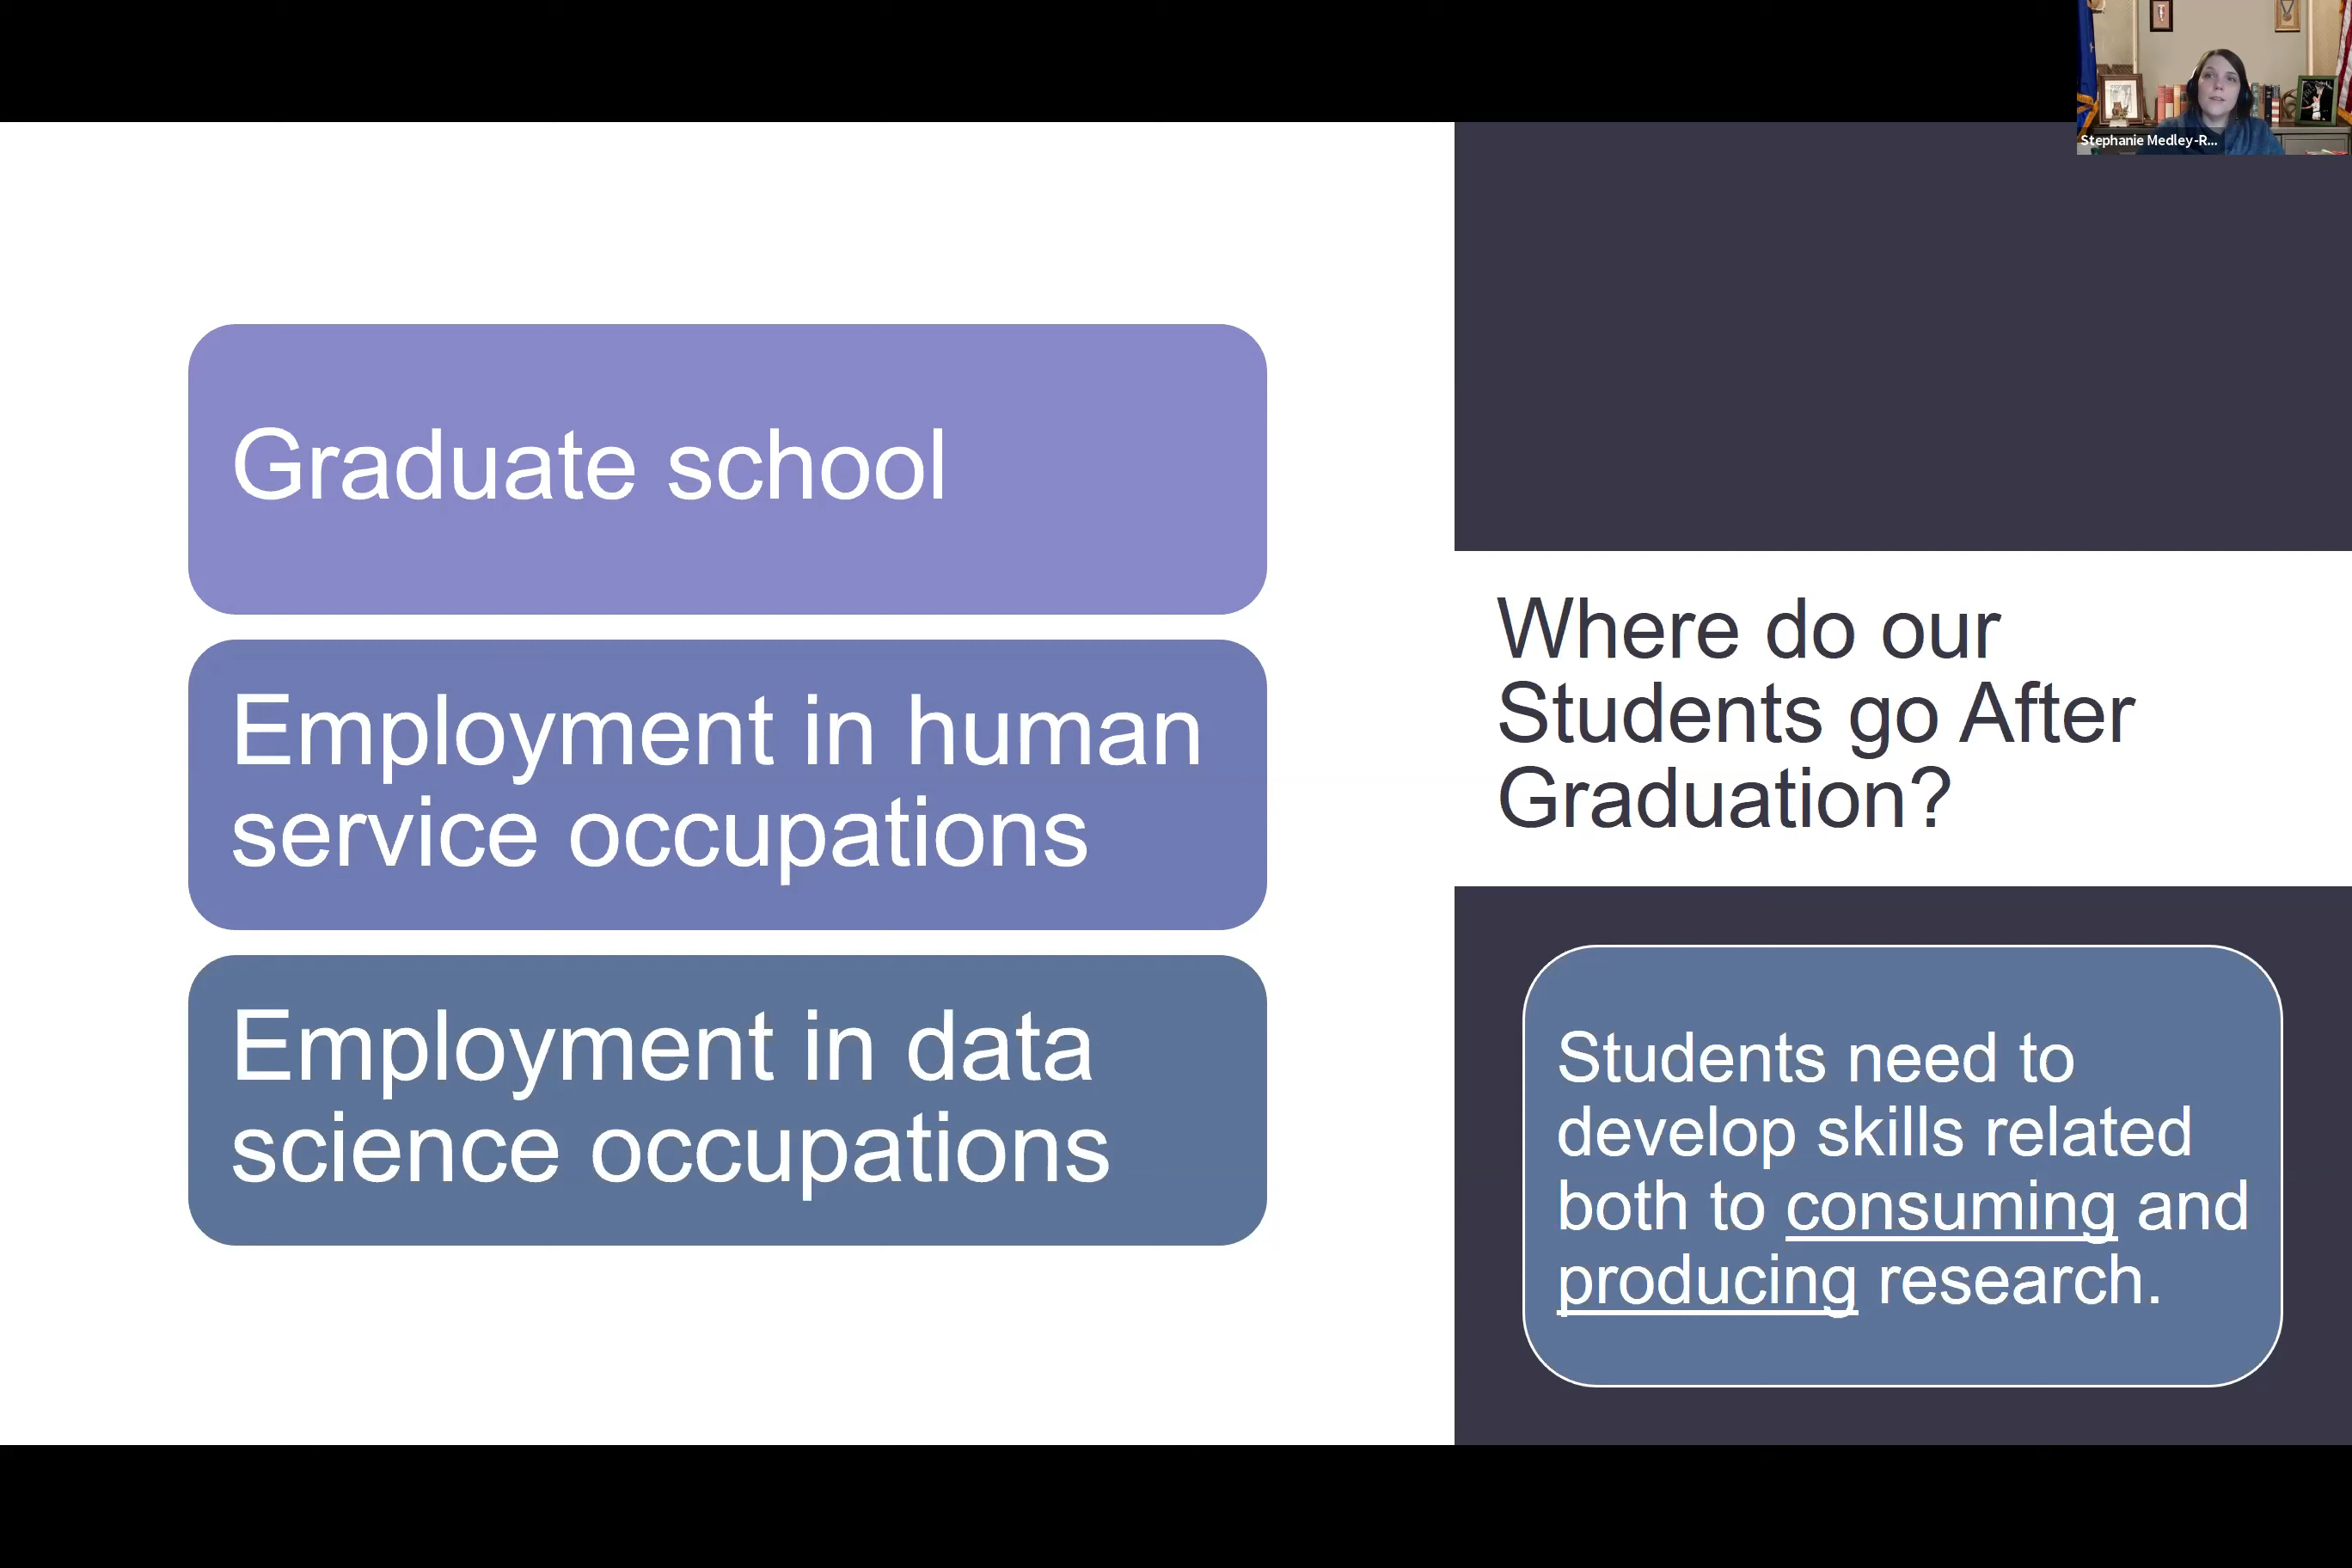 Stephanie Medley-R...
Graduate school
Employment in human
service occupations
Employment in data
science occupations
Where do our
Students go After
Graduation?
Students need to
develop skills related
both to consuming and
producing research.